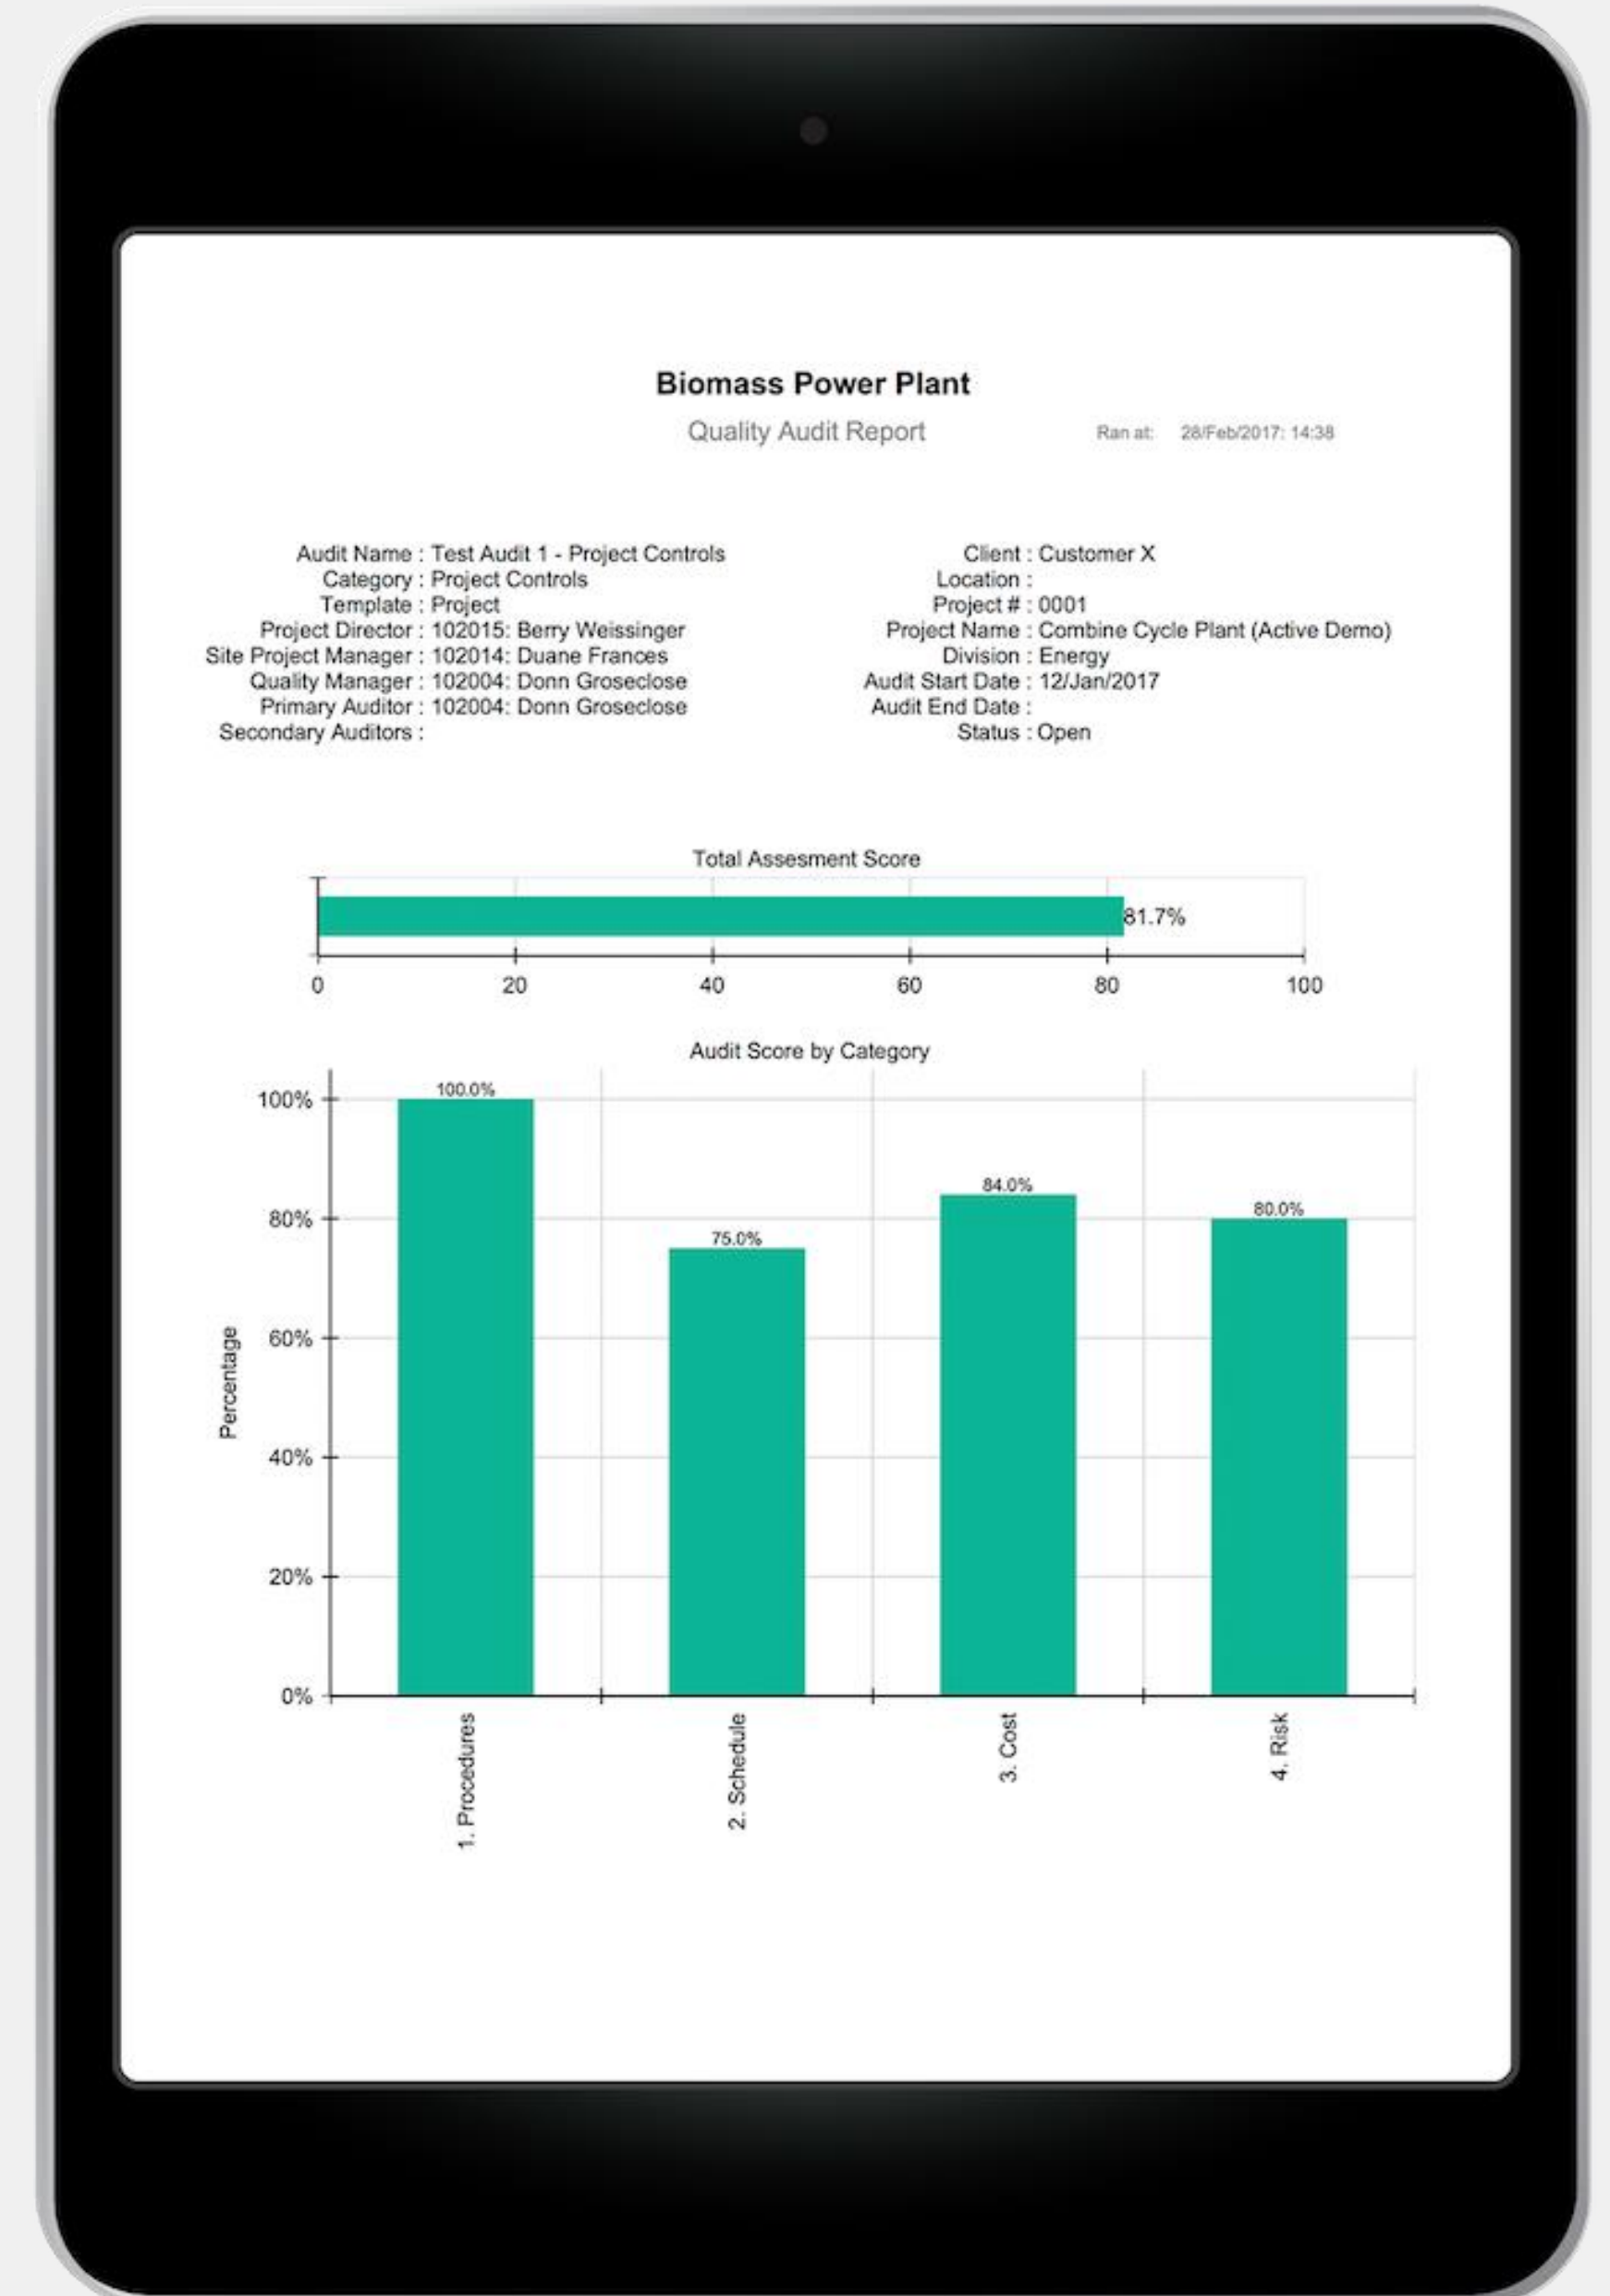 Biomass Power Plant
Quality Audit Report
Ran at: 28/Feb/2017: 14:38
Audit Name : Test Audit 1 - Project Controls
Category : Project Controls
Template : Project
Project Director : 102015: Berry Weissinger
Site Project Manager : 102014: Duane Frances
Quality Manager : 102004: Donn Groseclose
Primary Auditor : 102004: Donn Groseclose
Secondary Auditors :
Client : Customer X
Location :
Project # : 0001
Project Name : Combine Cycle Plant (Active Demo)
Division : Energy
Audit Start Date : 12/Jan/2017
Audit End Date :
Status : Open
Total Assesment Score
81.7%
0 20 40 60 80 100
Audit Score by Category
Percentage
100%
80%
60%
40%
20%
0%
100.0%
75.0%
84.0%
80.0%
1. Procedures
2. Schedule
3. Cost
4. Risk